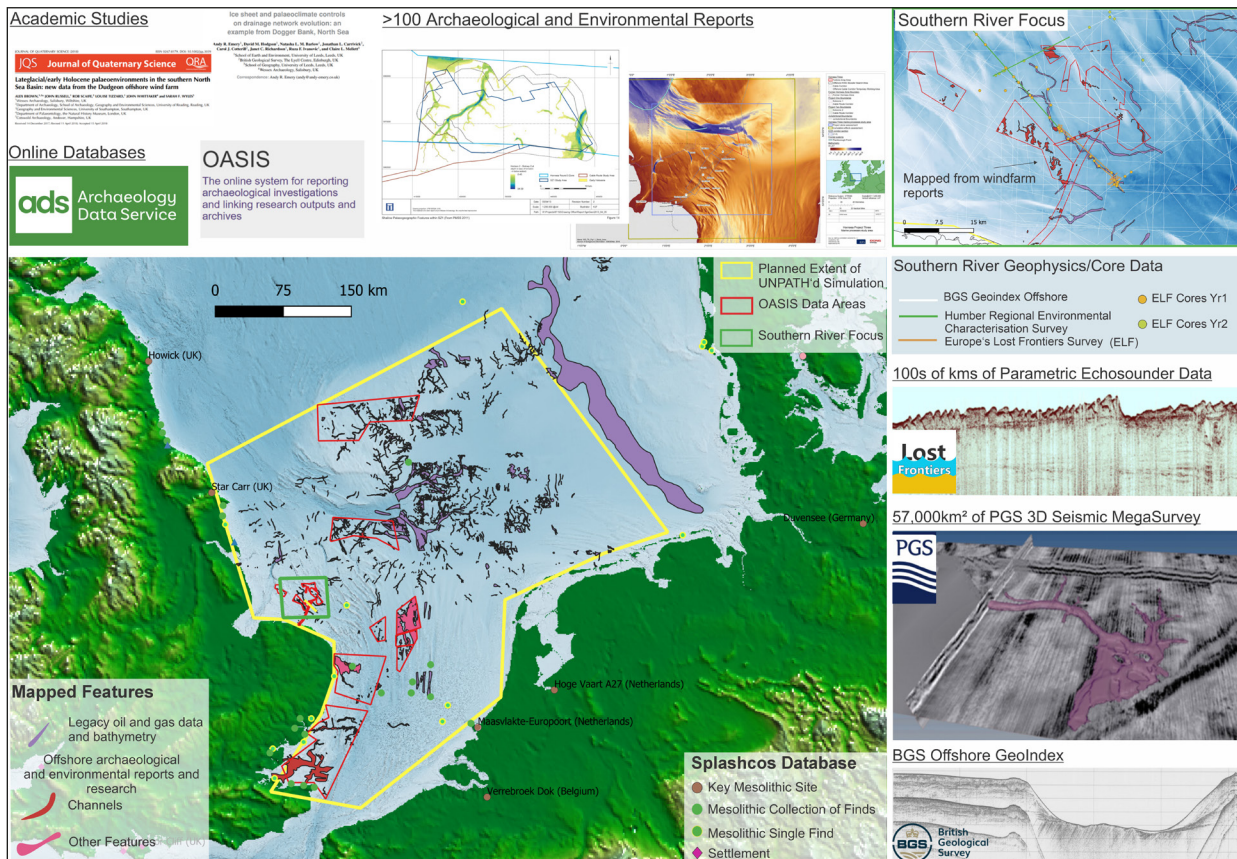 Academic Studies
JOURNAL OF QUATERNARY SCIENCE
JQS Journal of Quaternary Science QRA
Lateglacial/early Holocene palaeoenvironments in the southern North
Sea Basin: new data from the Dudgeon offshore wind farm
Ice sheet and palaeoclimate controls
on drainage network evolution: an
example from Dogger Bank, North Sea
Online Databases
ads Archaeology
Data Service
OASIS
The online system for reporting
archaeological investigations
and linking research outputs and
archives
>100 Archaeological and Environmental Reports
Southern River Focus
Mapped from windfarm
reports
0 7.5 15 km
Southern River Geophysics/Core Data
BGS Geoindex Offshore
Humber Regional Environmental
Characterisation Survey
Europe's Lost Frontiers Survey (ELF)
ELF Cores Yr1
ELF Cores Yr2
100s of kms of Parametric Echosounder Data
Lost
Frontiers
57,000km² of PGS 3D Seismic MegaSurvey
PGS
BGS Offshore GeoIndex
BGS
British
Geological
Survey
0 75 150 km
Planned Extent of
UNPATH'd Simulation
OASIS Data Areas
Southern River Focus
Howick (UK)
Star Carr (UK)
Duvensee (Germany)
Hoge Vaart A27 (Netherlands)
Maasvlakte-Europoort (Netherlands)
Verrebroek Dok (Belgium)
Mapped Features
Legacy oil and gas data
and bathymetry
Offshore archaeological
and environmental reports and
research
Channels
Other Features
Splashcos Database
Key Mesolithic Site
Mesolithic Collection of Finds
Mesolithic Single Find
Settlement